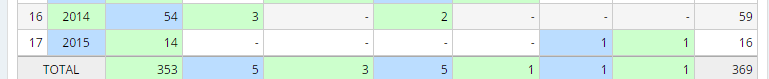 16 2014 54 3 - 2 - - - 59
17 2015 14 - - - - 1 1 16
TOTAL 353 5 3 5 1 1 1 369